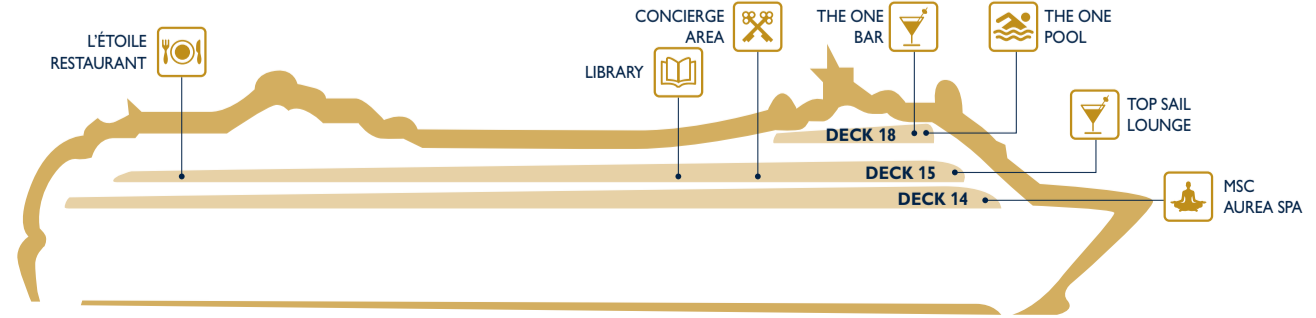 L'ÉTOILE
RESTAURANT
LIBRARY
CONCIERGE
AREA
THE ONE
BAR
THE ONE
POOL
TOP SAIL
LOUNGE
MSC
AUREA SPA
DECK 18
DECK 15
DECK 14